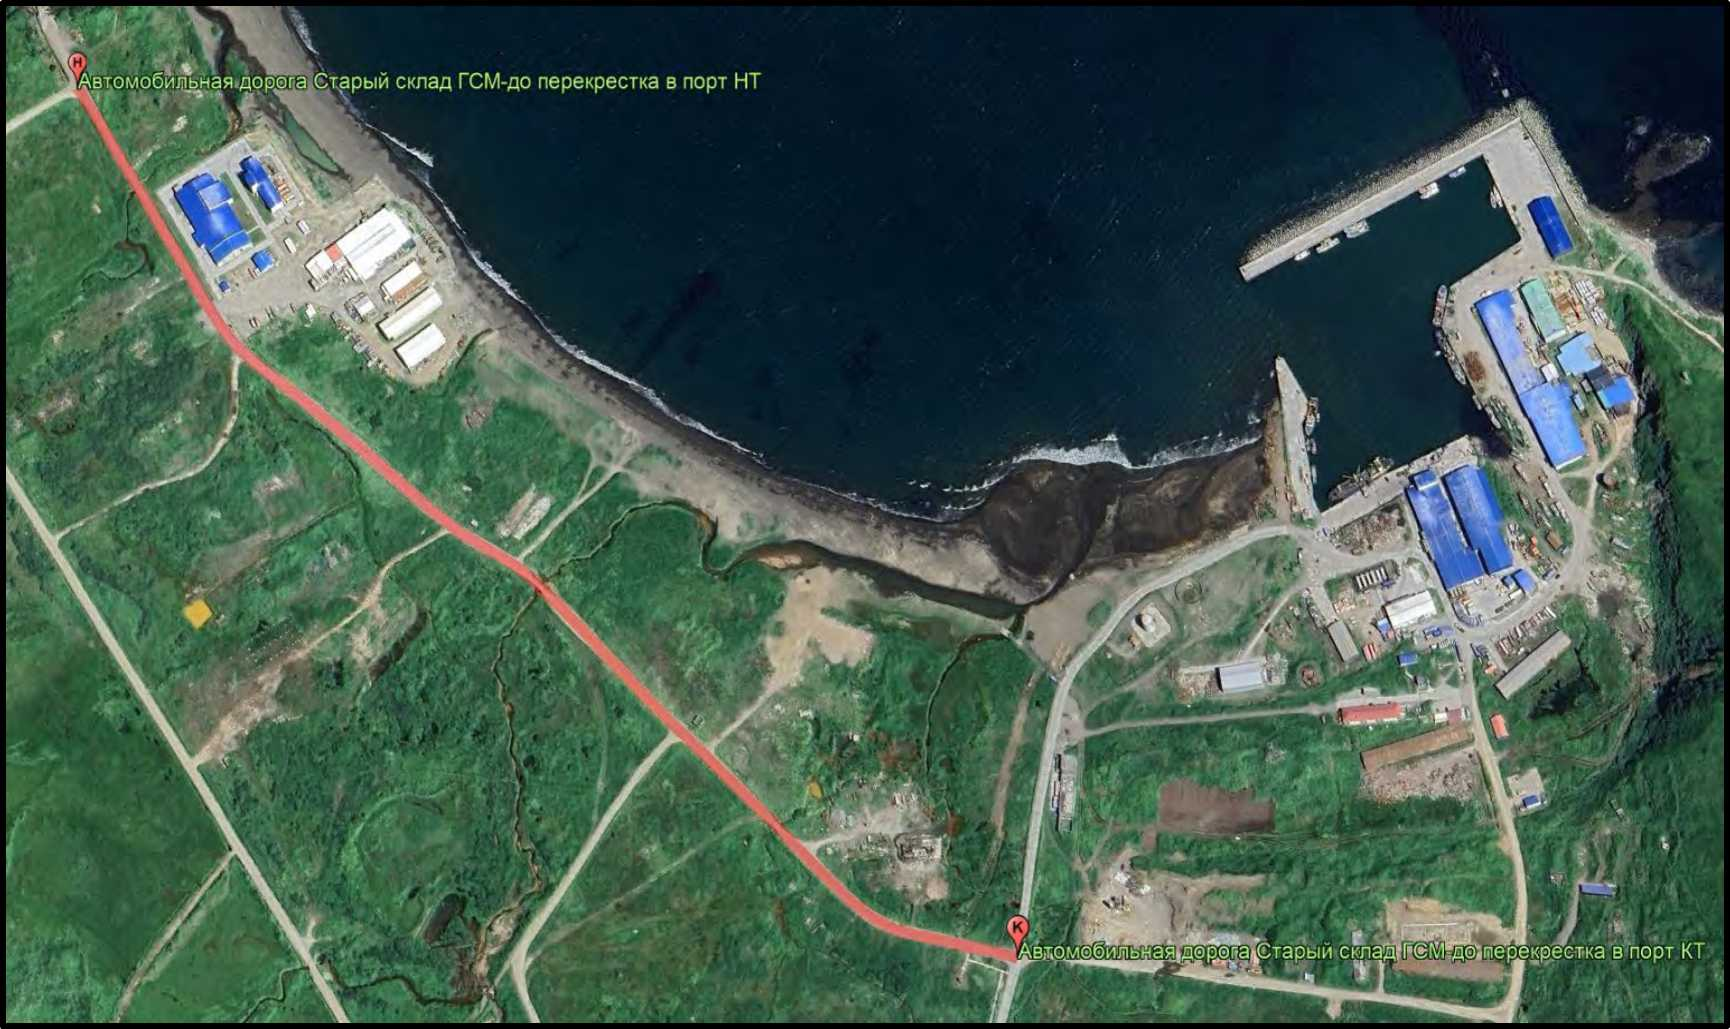 Н
Автомобильная дорога Старый склад ГСМ-до перекрестка в порт НТ
К
Автомобильная дорога Старый склад ГСМ-до перекрестка в порт КТ